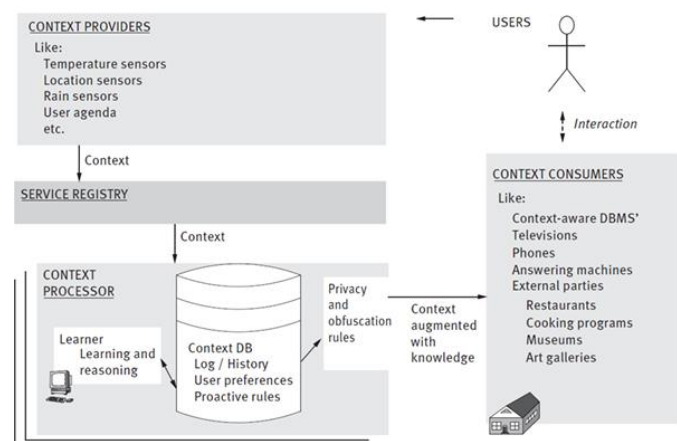 CONTEXT PROVIDERS
Like:
Temperature sensors
Location sensors
Rain sensors
User agenda
etc.
USERS
Interaction
Context
SERVICE REGISTRY
Context
CONTEXT
PROCESSOR
Learner
Learning and
reasoning
Context DB
Log / History
User preferences
Proactive rules
Privacy
and
obfuscation
rules
Context
augmented
with
knowledge
CONTEXT CONSUMERS
Like:
Context-aware DBMS'
Televisions
Phones
Answering machines
External parties
Restaurants
Cooking programs
Museums
Art galleries